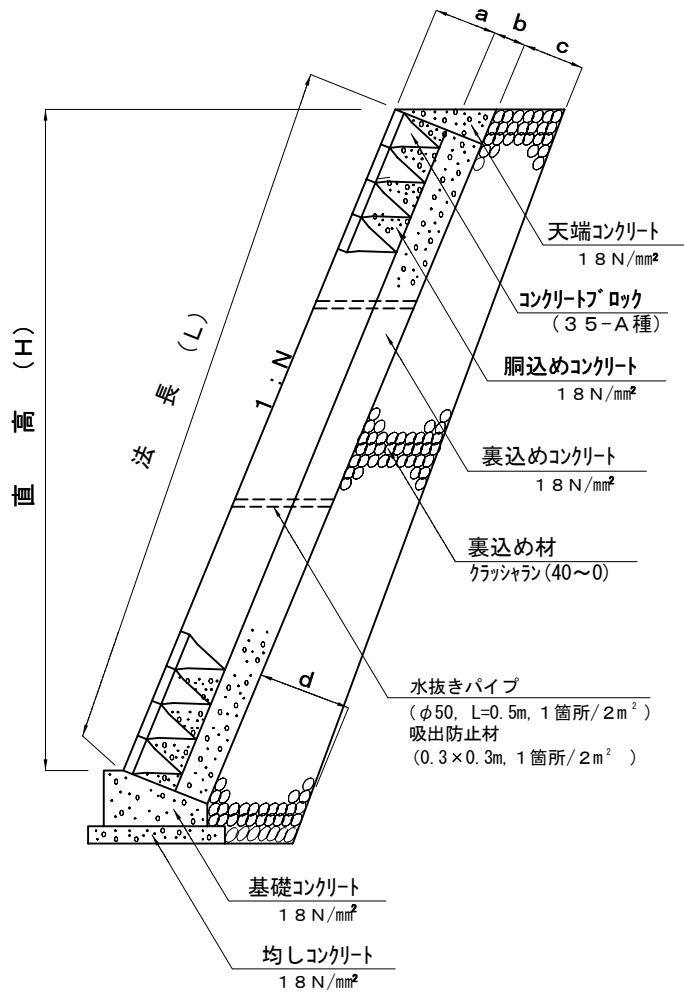 a
b
c
天端コンクリート
18N/mm²
コンクリートブロック
(35-A種)
胴込めコンクリート
18N/mm²
直高(H)
法長(L)
1:N
裏込めコンクリート
18N/mm²
裏込め材
クラッシャラン(40〜0)
d
水抜きパイプ
(φ50, L=0.5m, 1箇所/2m²)
吸出防止材
(0.3×0.3m, 1箇所/2m² )
基礎コンクリート
18N/mm²
均しコンクリート
18N/mm²